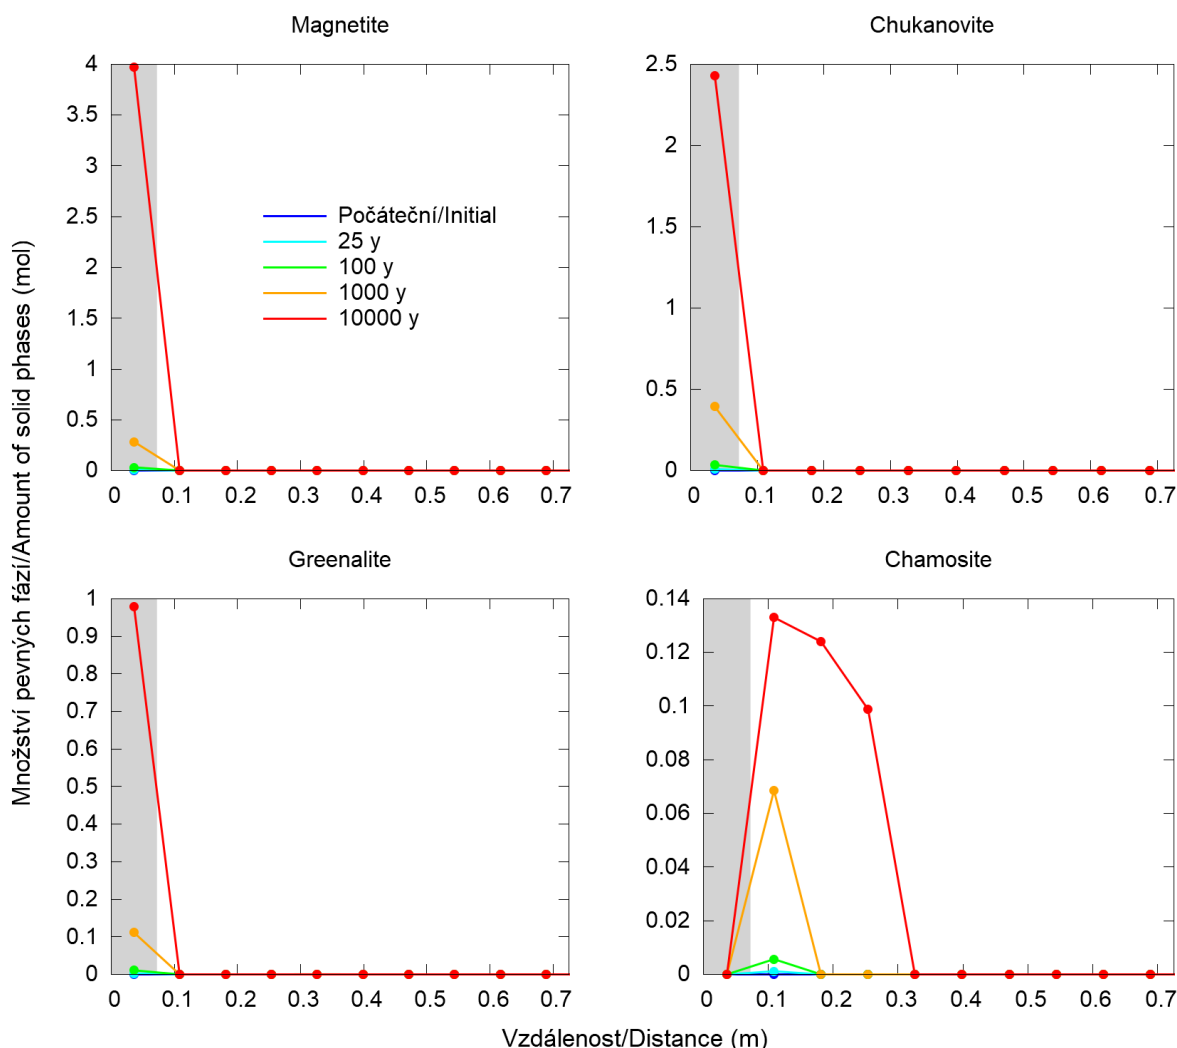 Magnetite
Chukanovite
Množství pevných fází/Amount of solid phases (mol)
4
3.5
3
2.5
2
1.5
1
0.5
0
0 0.1 0.2 0.3 0.4 0.5 0.6 0.7
Počáteční/Initial
25 y
100 y
1000 y
10000 y
2.5
2
1.5
1
0.5
0
0 0.1 0.2 0.3 0.4 0.5 0.6 0.7
Greenalite
Chamosite
1
0.9
0.8
0.7
0.6
0.5
0.4
0.3
0.2
0.1
0
0 0.1 0.2 0.3 0.4 0.5 0.6 0.7
0.14
0.12
0.1
0.08
0.06
0.04
0.02
0
0 0.1 0.2 0.3 0.4 0.5 0.6 0.7
Vzdálenost/Distance (m)